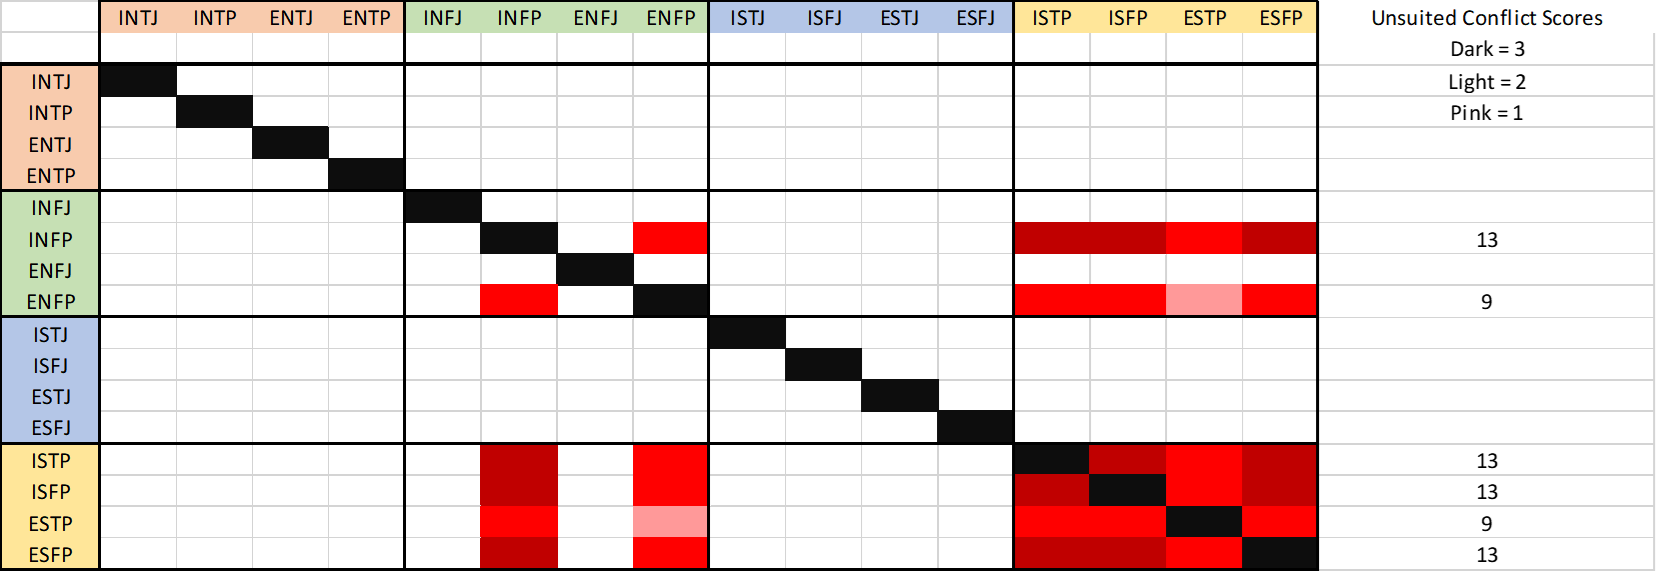 INTJ INTP ENTJ ENTP INFJ INFP ENFJ ENFP ISTJ ISFJ ESTJ ESFJ ISTP ISFP ESTP ESFP Unsuited Conflict Scores
Dark = 3
INTJ Light = 2
INTP Pink = 1
ENTJ
ENTP
INFJ
INFP 13
ENFJ
ENFP 9
ISTJ
ISFJ
ESTJ
ESFJ
ISTP 13
ISFP 13
ESTP 9
ESFP 13